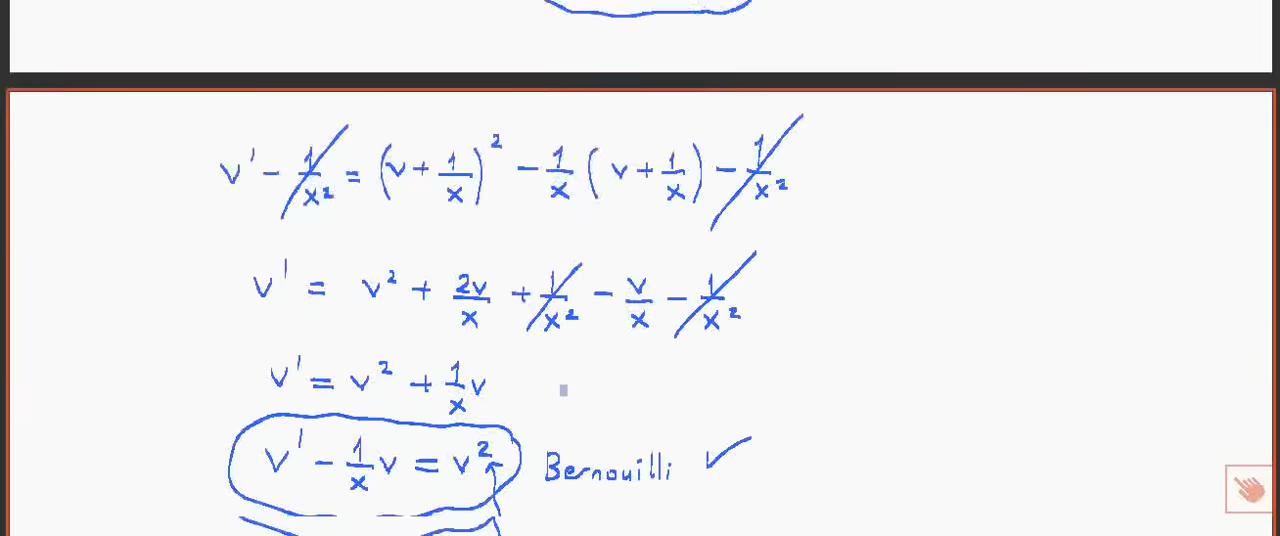 v' - 1/x² = (v + 1/x)² - 1/x (v + 1/x) - 1/x²
v' = v² + 2v/x + 1/x² - v/x - 1/x²
v' = v² + 1/x v
v' - 1/x v = v² Bernouilli ✓